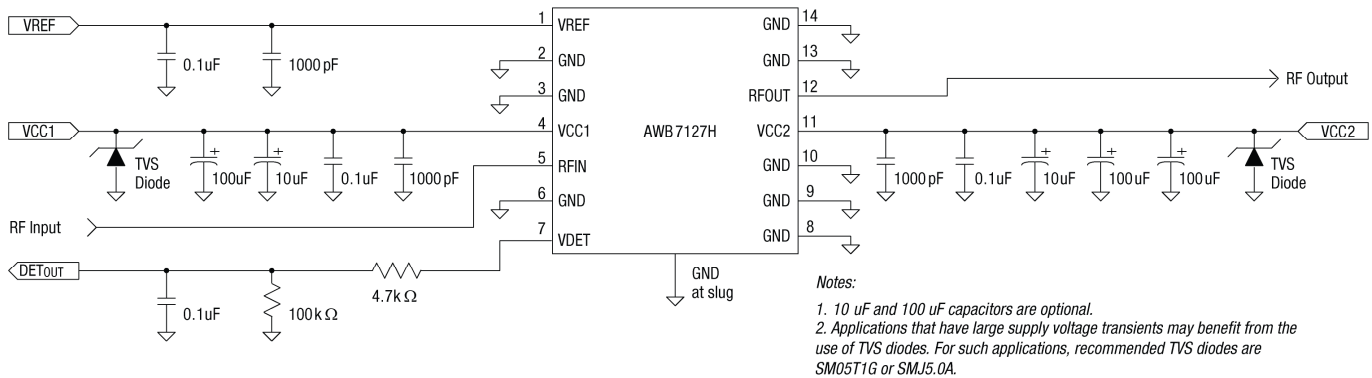 VREF
0.1uF
1000 pF
1
VREF
2
GND
3
GND
VCC1
TVS
Diode
100uF
+
10uF
+
0.1uF
1000 pF
4
VCC1
5
RFIN
6
GND
RF Input
7
VDET
DETOUT
0.1uF
100k Ω
4.7k Ω
AWB7127H
GND
at slug
GND
14
GND
13
RFOUT
12
RF Output
VCC2
11
VCC2
GND
10
GND
9
GND
8
1000 pF
0.1uF
10uF
+
100uF
+
100uF
+
TVS
Diode
Notes:
1. 10 uF and 100 uF capacitors are optional.
2. Applications that have large supply voltage transients may benefit from the
use of TVS diodes. For such applications, recommended TVS diodes are
SM05T1G or SMJ5.0A.